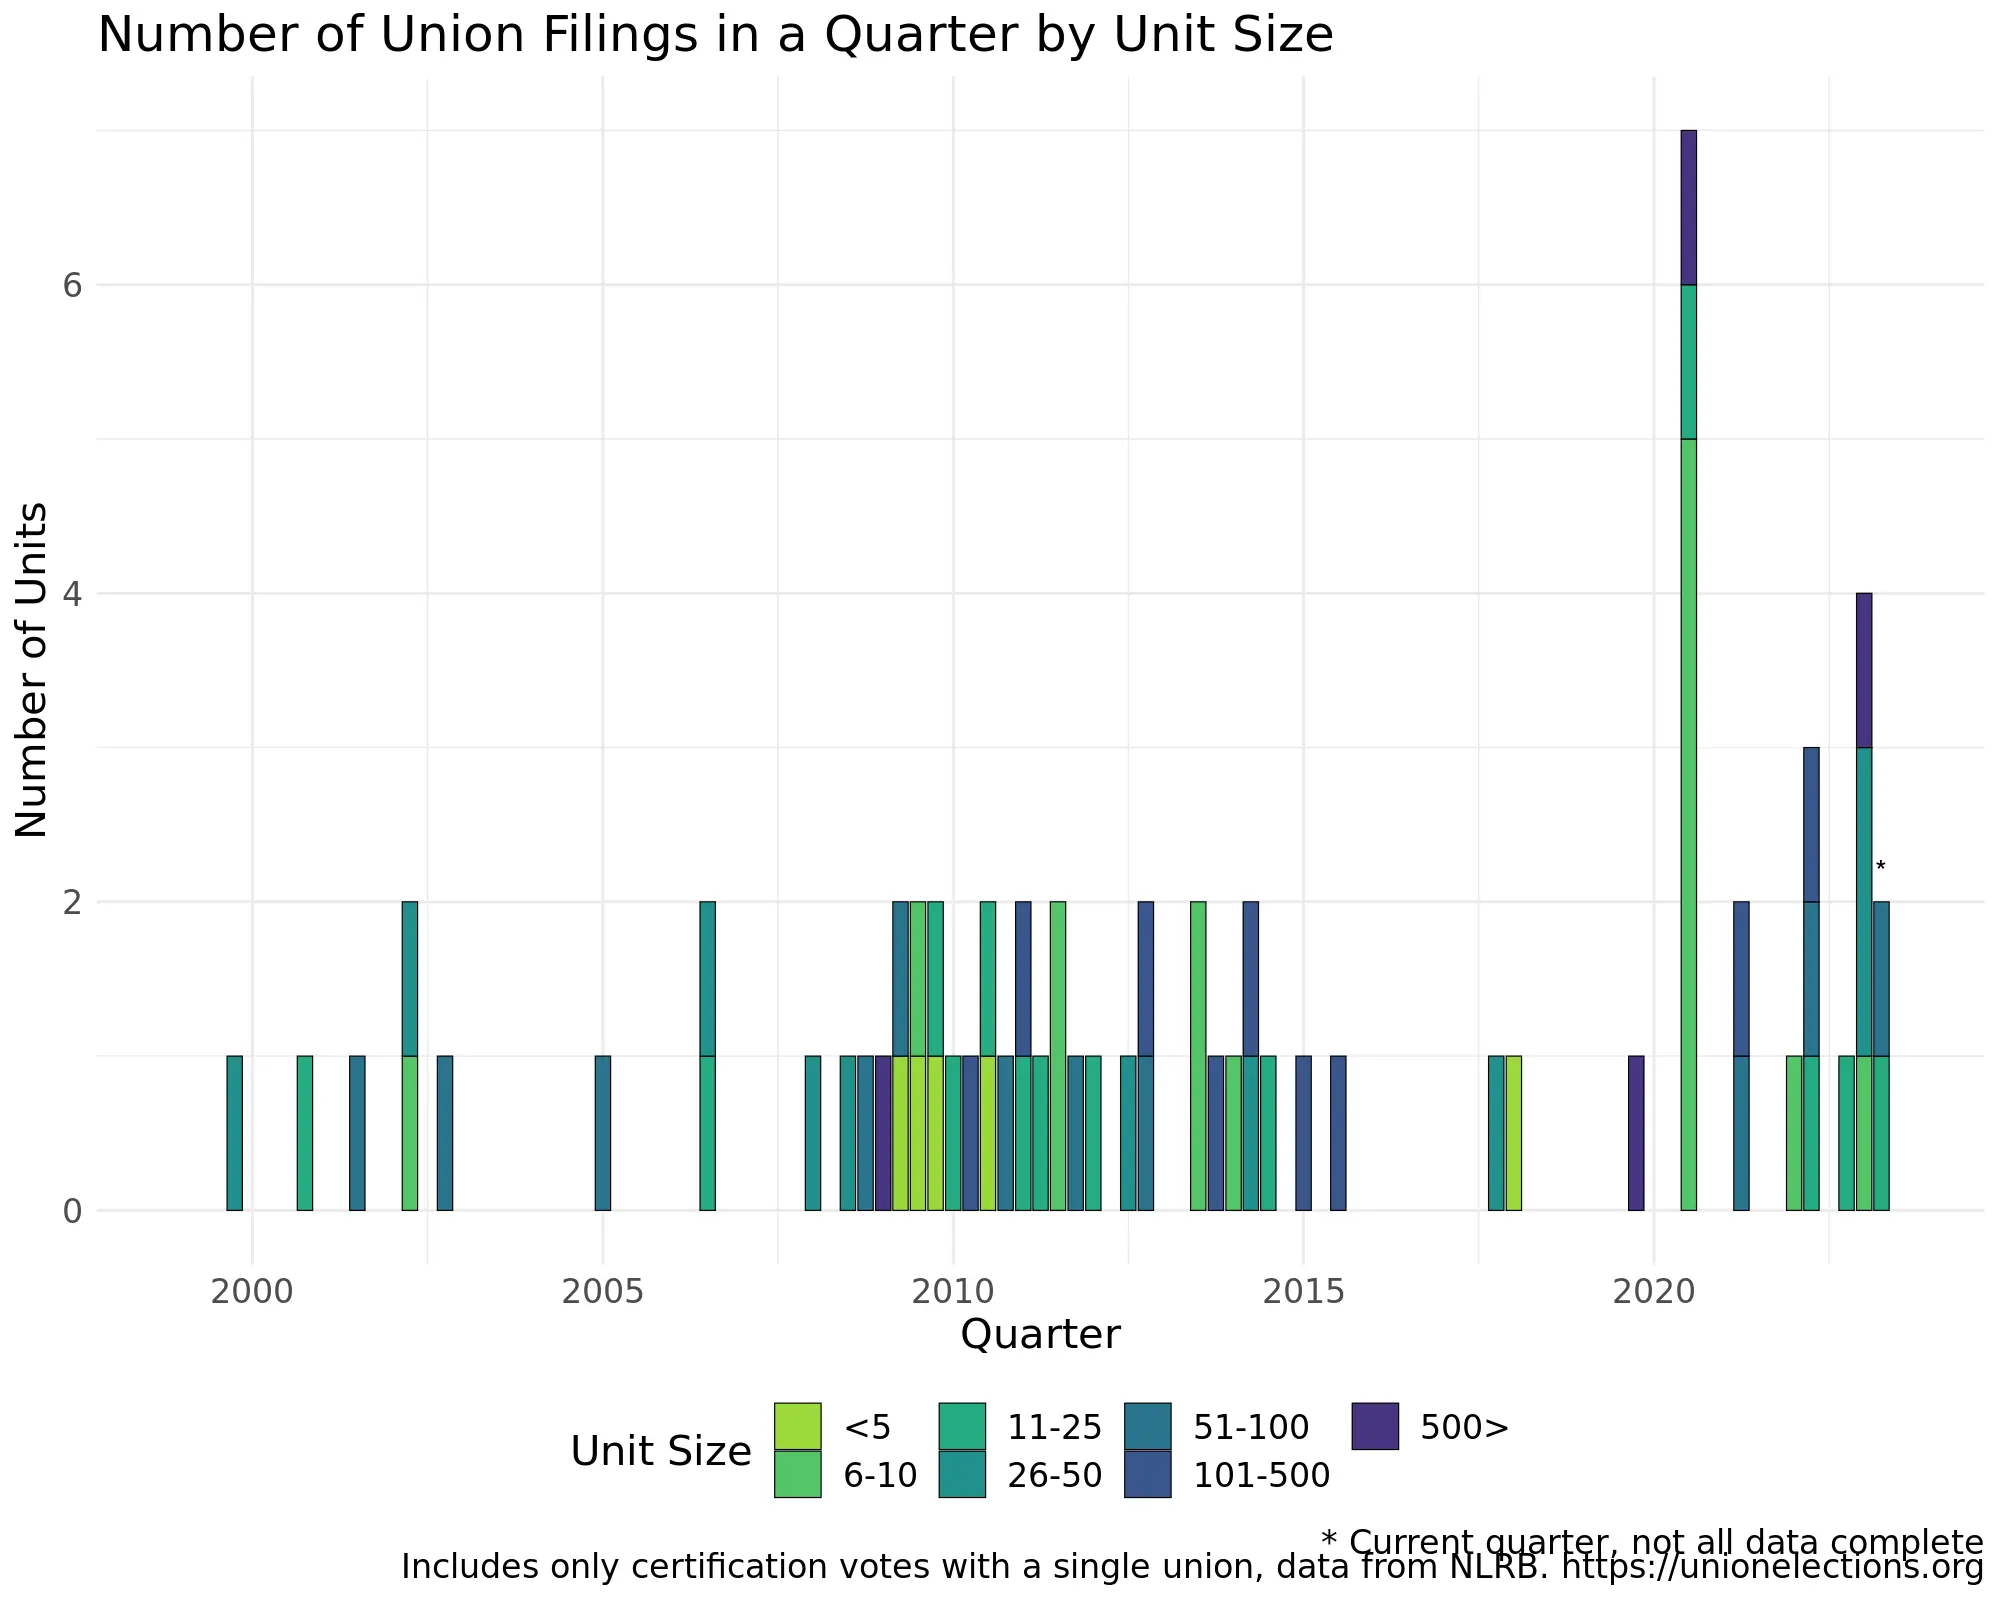 Number of Union Filings in a Quarter by Unit Size
Number of Units
6
4
2
0
*
2000 2005 2010 2015 2020
Quarter
Unit Size
<5 11-25 51-100 500>
6-10 26-50 101-500
* Current quarter, not all data complete
Includes only certification votes with a single union, data from NLRB. https://unionelections.org